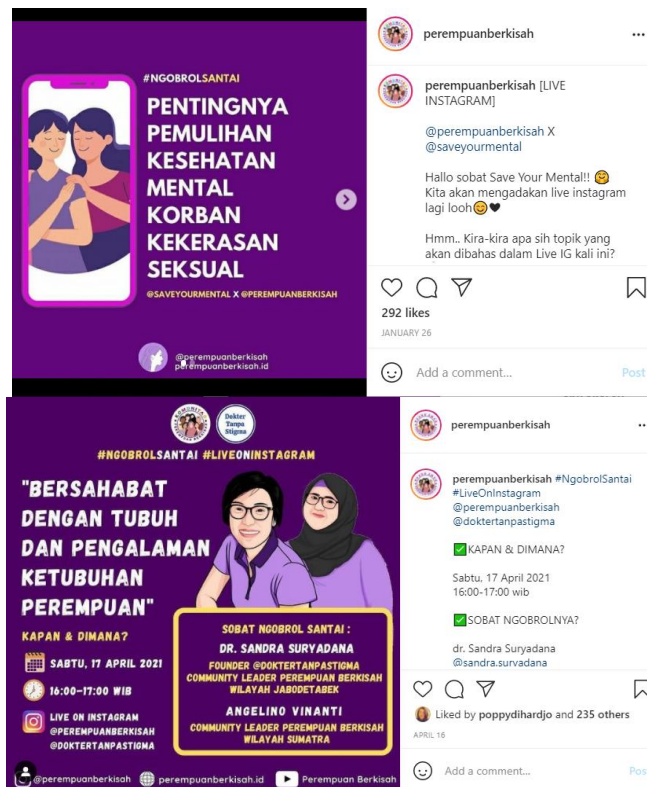 #NGOBROLSANTAI
PENTINGNYA
PEMULIHAN
KESEHATAN
MENTAL
KORBAN
KEKERASAN
SEKSUAL
@SAVEYOURMENTAL X @PEREMPUANBERKISAH
@perempuanberkisah
perempuanberkisah.id
perempuanberkisah
perempuanberkisah [LIVE
INSTAGRAM]
@perempuanberkisah X
@saveyourmental
Hallo sobat Save Your Mental!! 🤗
Kita akan mengadakan live instagram
lagi looh😊🖤
Hmm.. Kira-kira apa sih topik yang
akan dibahas dalam Live IG kali ini?
292 likes
JANUARY 26
Add a comment...
Post
Dokter
Tanpa
Stigma
#NGOBROLSANTAI #LIVEONINSTAGRAM
"BERSAHABAT
DENGAN TUBUH
DAN PENGALAMAN
KETUBUHAN
PEREMPUAN"
KAPAN & DIMANA?
SABTU, 17 APRIL 2021
16:00-17:00 WIB
LIVE ON INSTAGRAM
@PEREMPUANBERKISAH
@DOKTERTANPASTIGMA
SOBAT NGOBROL SANTAI :
DR. SANDRA SURYADANA
FOUNDER @DOKTERTANPASTIGMA
COMMUNITY LEADER PEREMPUAN BERKISAH
WILAYAH JABODETABEK
ANGELINO VINANTI
COMMUNITY LEADER PEREMPUAN BERKISAH
WILAYAH SUMATRA
@perempuanberkisah
perempuanberkisah.id
Perempuan Berkisah
perempuanberkisah
perempuanberkisah #NgobrolSantai
#LiveOnInstagram
@perempuanberkisah
@doktertanpastigma
✅KAPAN & DIMANA?
Sabtu, 17 April 2021
16:00-17:00 wib
✅SOBAT NGOBROLNYA?
dr. Sandra Suryadana
@sandra.suryadana
Liked by poppydihardjo and 235 others
APRIL 16
Add a comment...
Pos